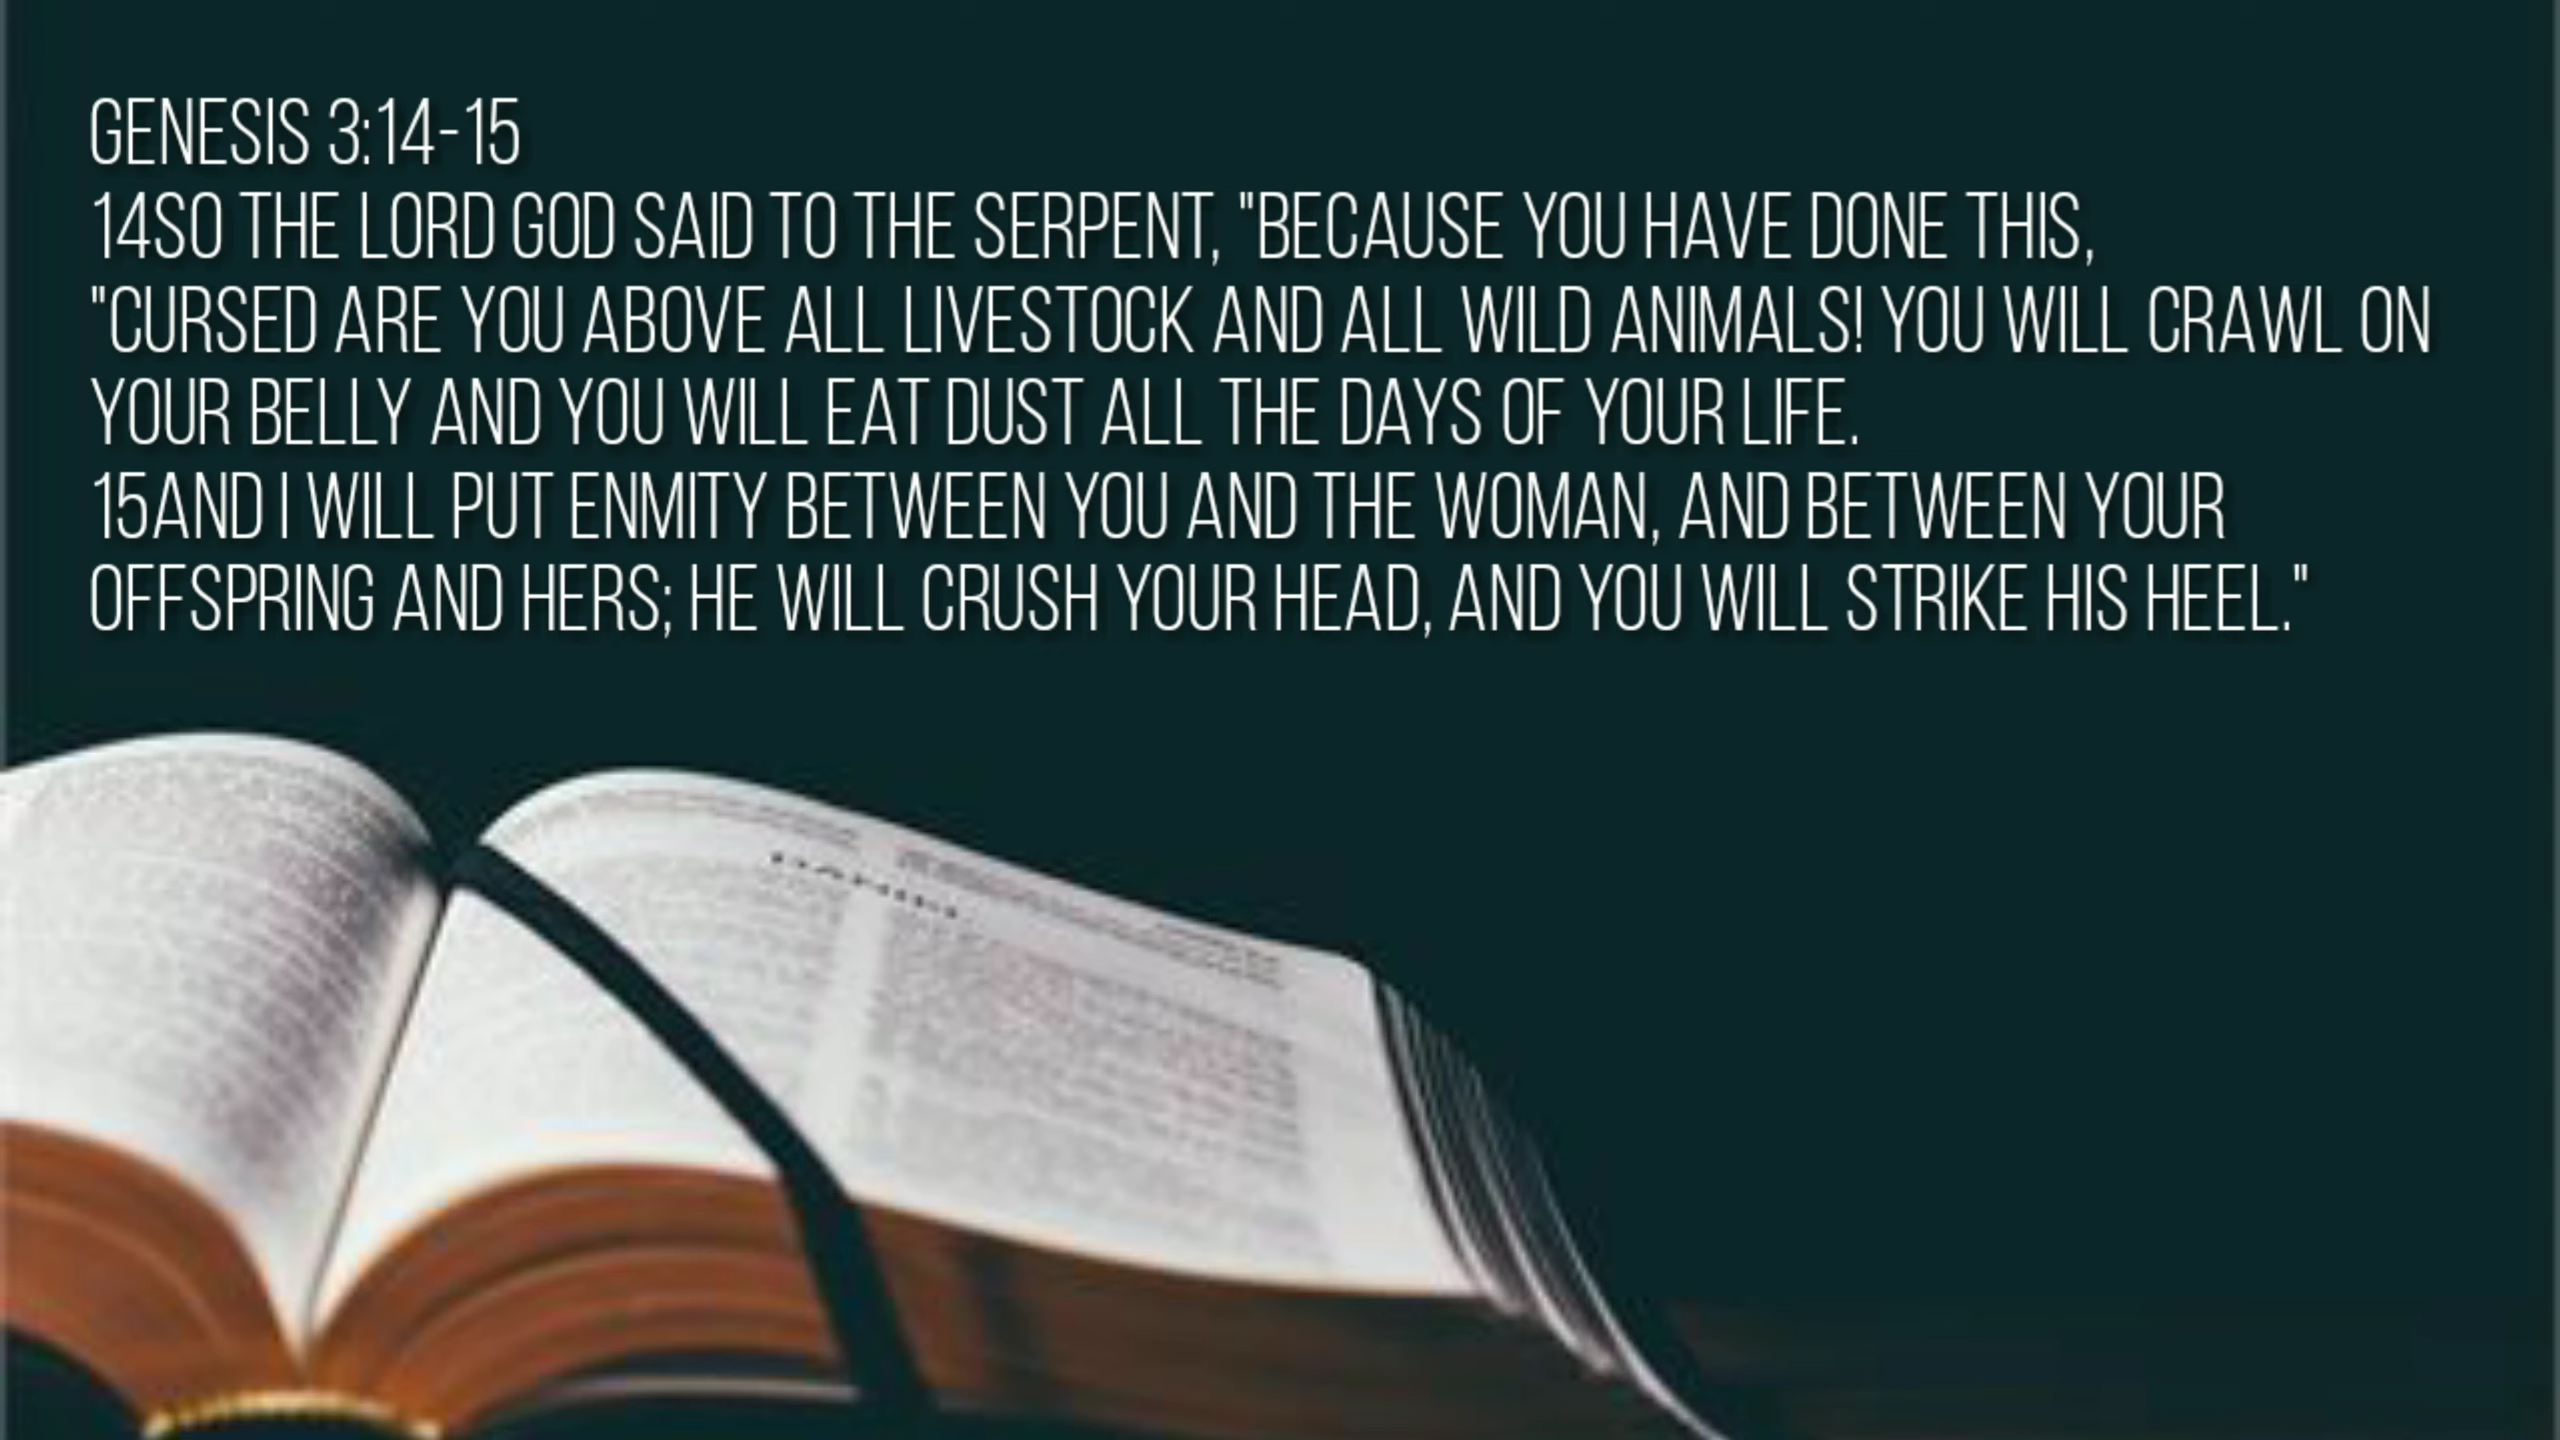 GENESIS 3:14-15
14SO THE LORD GOD SAID TO THE SERPENT, "BECAUSE YOU HAVE DONE THIS,
"CURSED ARE YOU ABOVE ALL LIVESTOCK AND ALL WILD ANIMALS! YOU WILL CRAWL ON
YOUR BELLY AND YOU WILL EAT DUST ALL THE DAYS OF YOUR LIFE.
15AND I WILL PUT ENMITY BETWEEN YOU AND THE WOMAN, AND BETWEEN YOUR
OFFSPRING AND HERS; HE WILL CRUSH YOUR HEAD, AND YOU WILL STRIKE HIS HEEL."